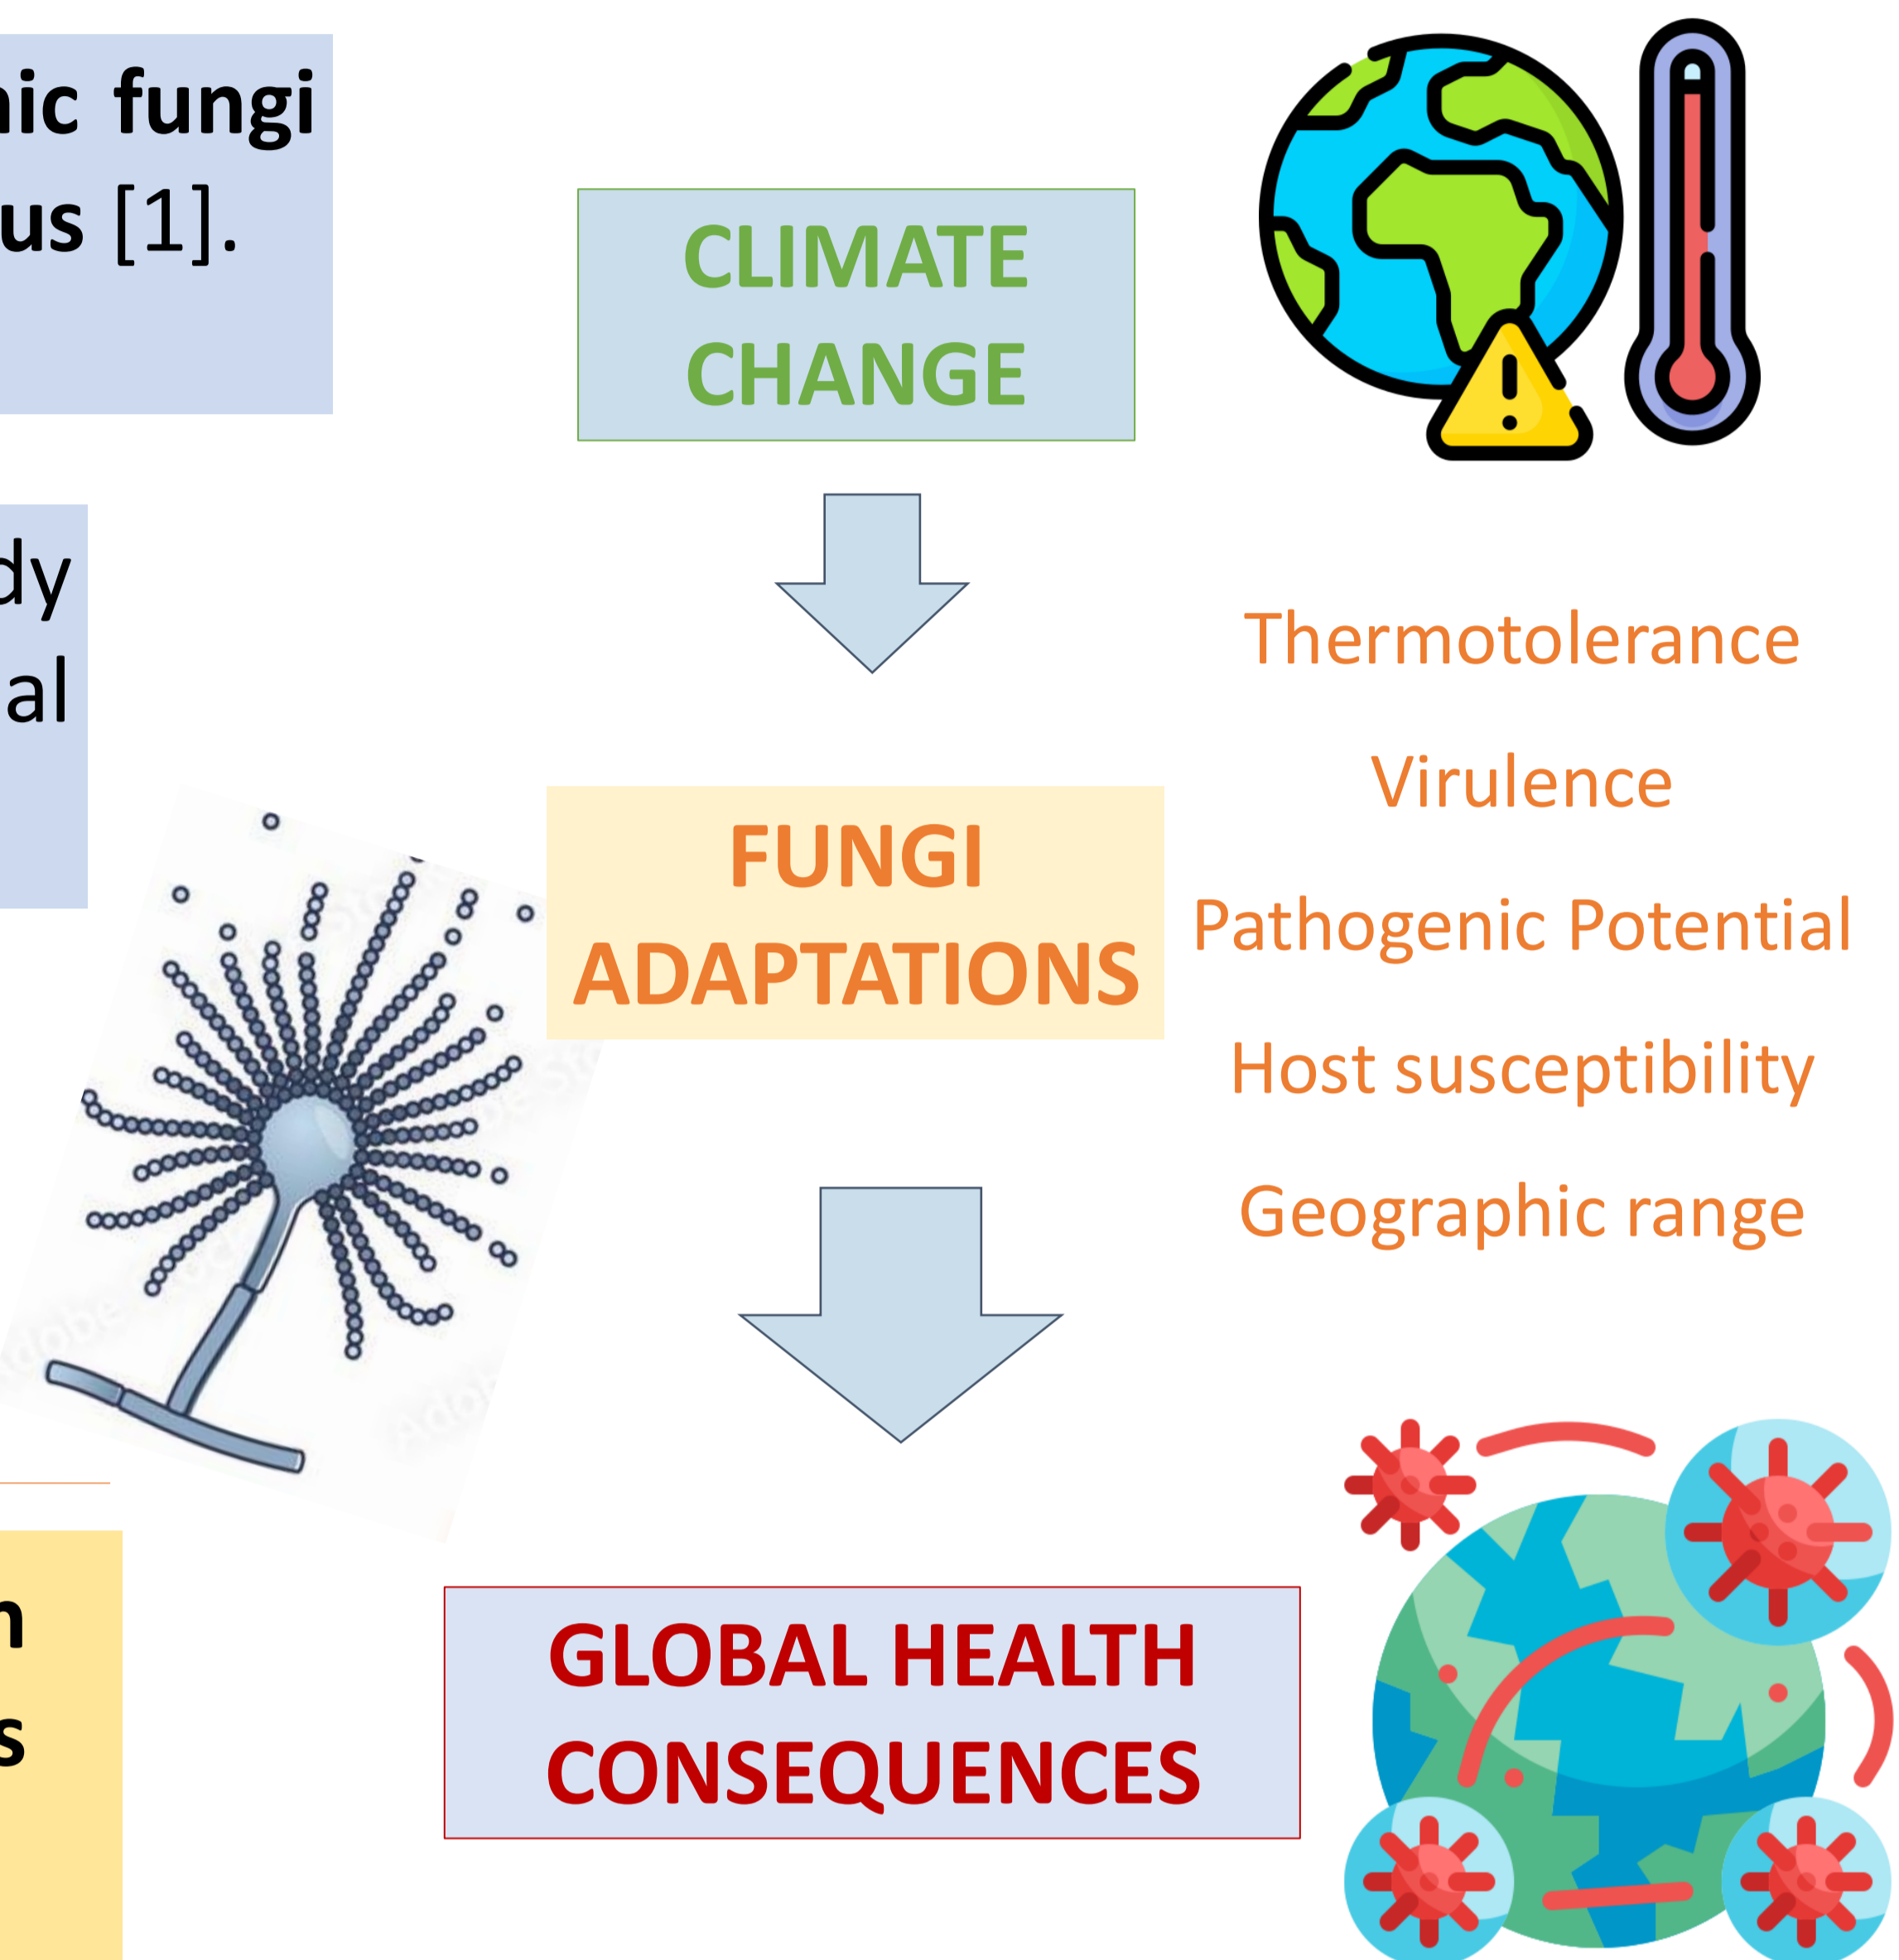 nic fungi
us [1].
dy
al
n
s
CLIMATE
CHANGE
FUNGI
ADAPTATIONS
Thermotolerance
Virulence
Pathogenic Potential
Host susceptibility
Geographic range
GLOBAL HEALTH
CONSEQUENCES